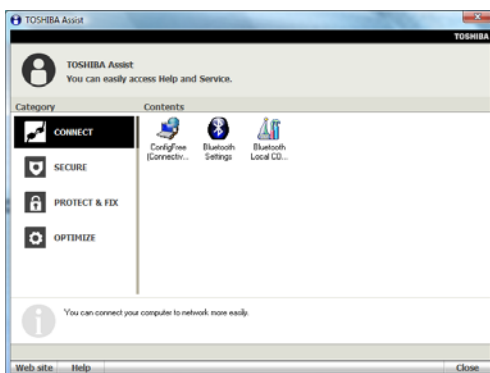 TOSHIBA Assist
TOSHIBA
TOSHIBA Assist
You can easily access Help and Service.
Category
Contents
CONNECT
SECURE
PROTECT & FIX
OPTIMIZE
ConfigFree
(Connectiv...
Bluetooth
Settings
Bluetooth
Local CO...
You can connect your computer to network more easily.
Web site
Help
Close